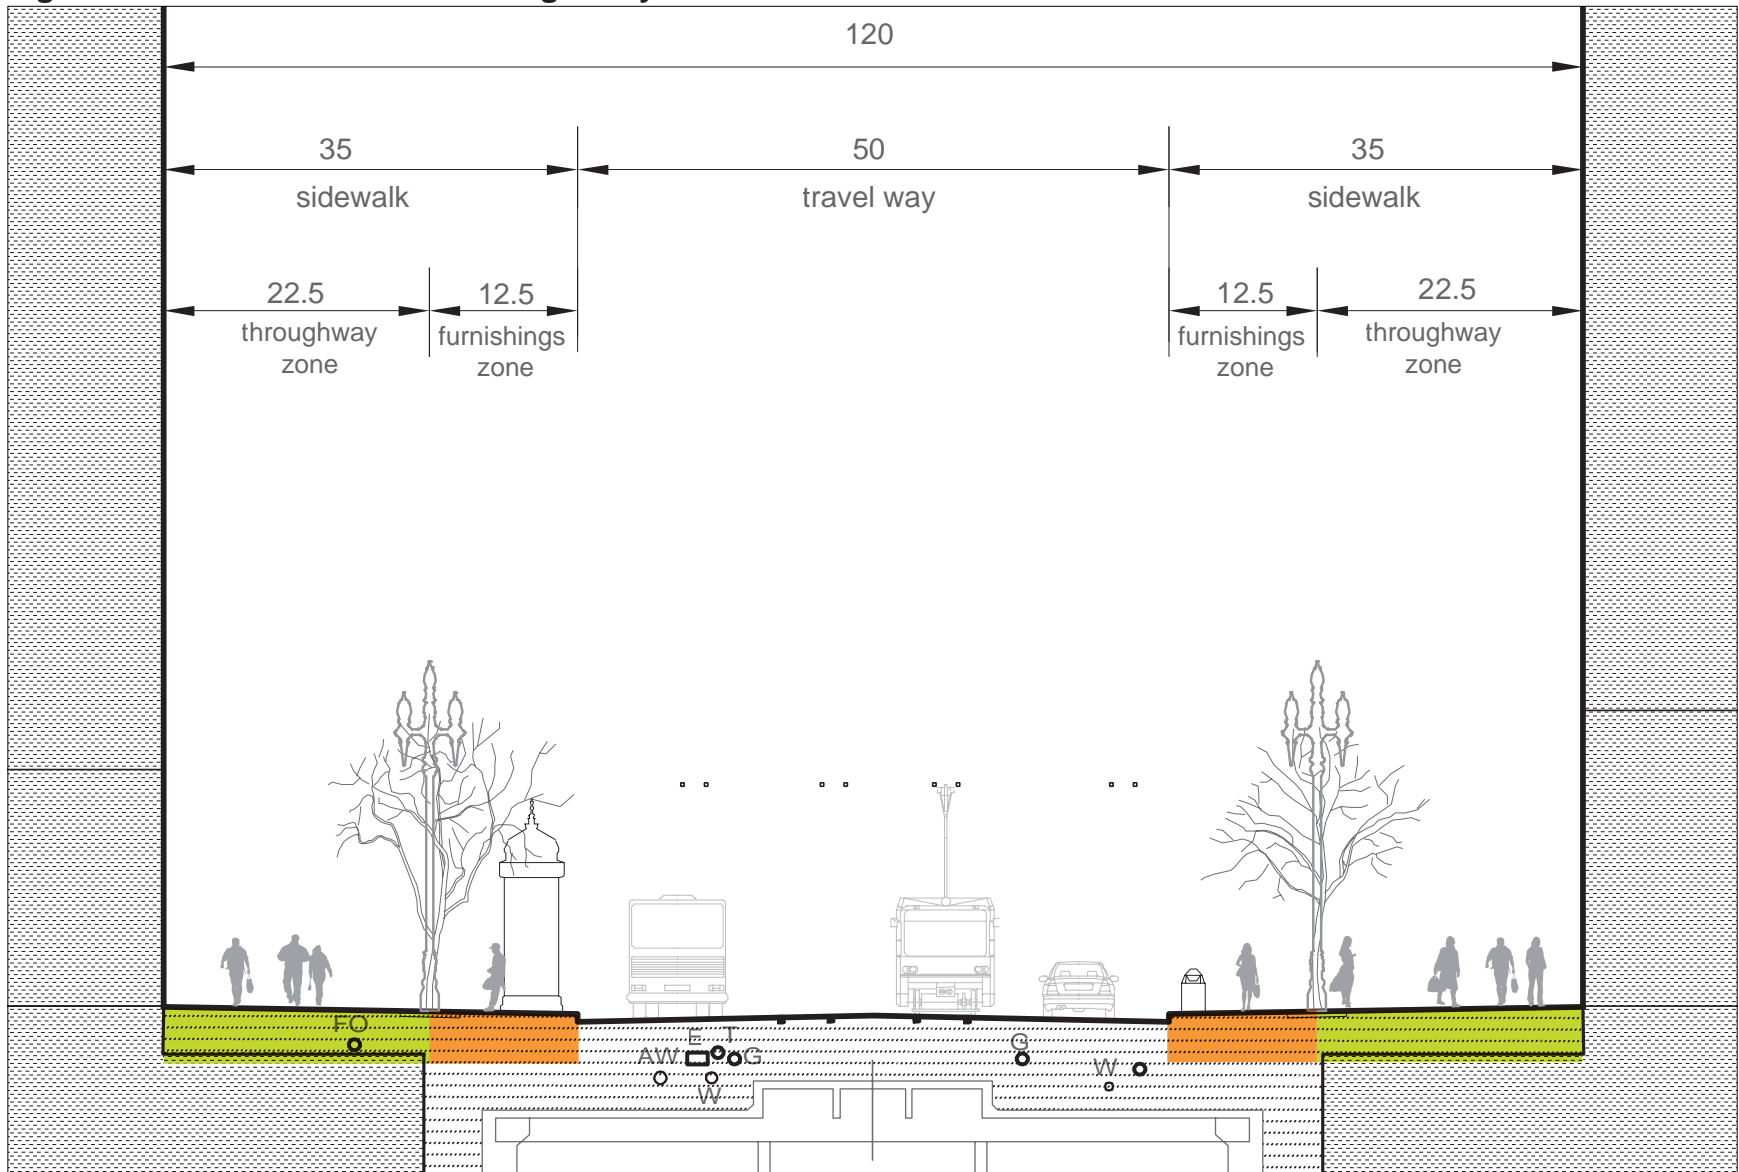 120
35
50
35
sidewalk
travel way
sidewalk
22.5
12.5
12.5
22.5
throughway
zone
furnishings
zone
furnishings
zone
throughway
zone
FO
E
T
AW
G
W
G
W